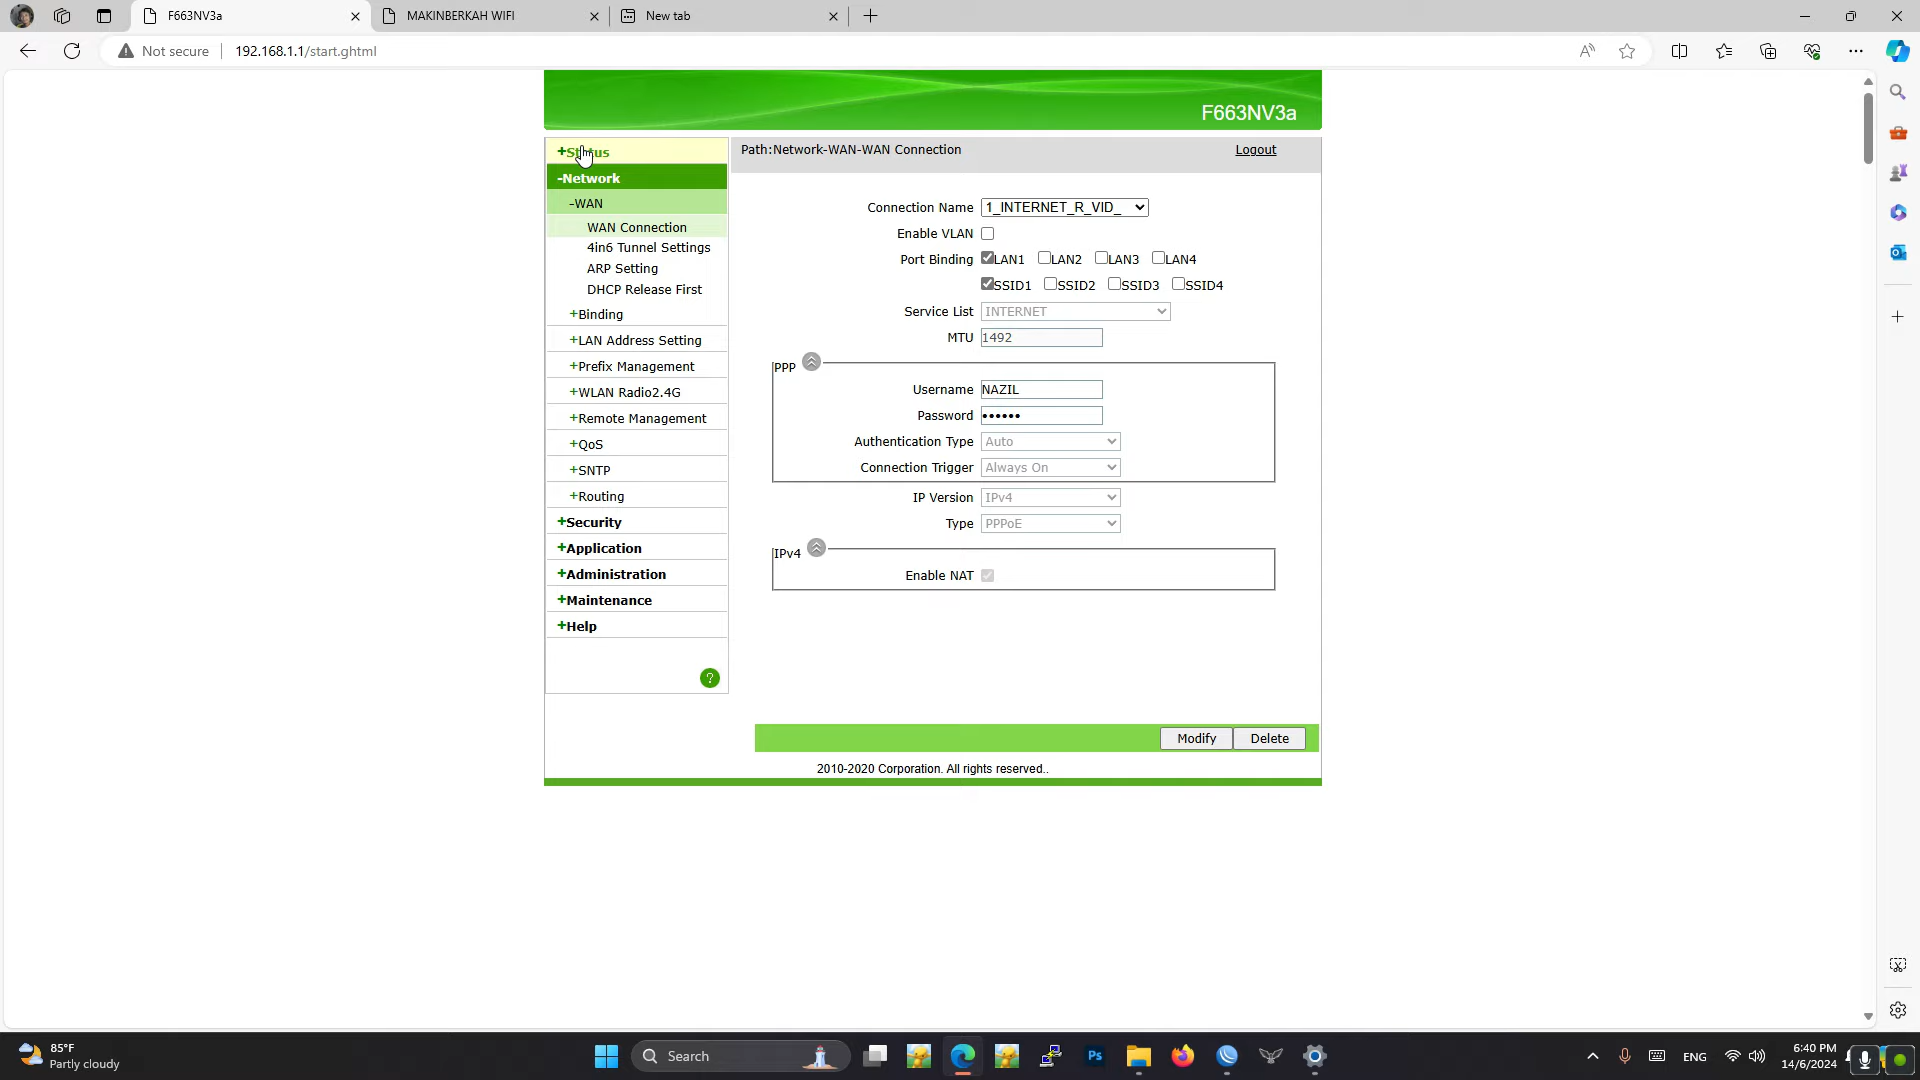 F663NV3a
MAKINBERKAH WIFI
New tab
Not secure
192.168.1.1/start.ghtml
F663NV3a
+Status
Path:Network-WAN-WAN Connection
Logout
-Network
-WAN
WAN Connection
4in6 Tunnel Settings
ARP Setting
DHCP Release First
+Binding
+LAN Address Setting
+Prefix Management
+WLAN Radio2.4G
+Remote Management
+QoS
+SNTP
+Routing
+Security
+Application
+Administration
+Maintenance
+Help
?
Connection Name 1_INTERNET_R_VID_
Enable VLAN
Port Binding LAN1 LAN2 LAN3 LAN4
SSID1 SSID2 SSID3 SSID4
Service List INTERNET
MTU 1492
PPP
Username NAZIL
Password ••••••
Authentication Type Auto
Connection Trigger Always On
IP Version IPv4
Type PPPoE
IPv4
Enable NAT
Modify Delete
2010-2020 Corporation. All rights reserved..
85°F
Partly cloudy
Search
Ps
ENG
6:40 PM
14/6/2024